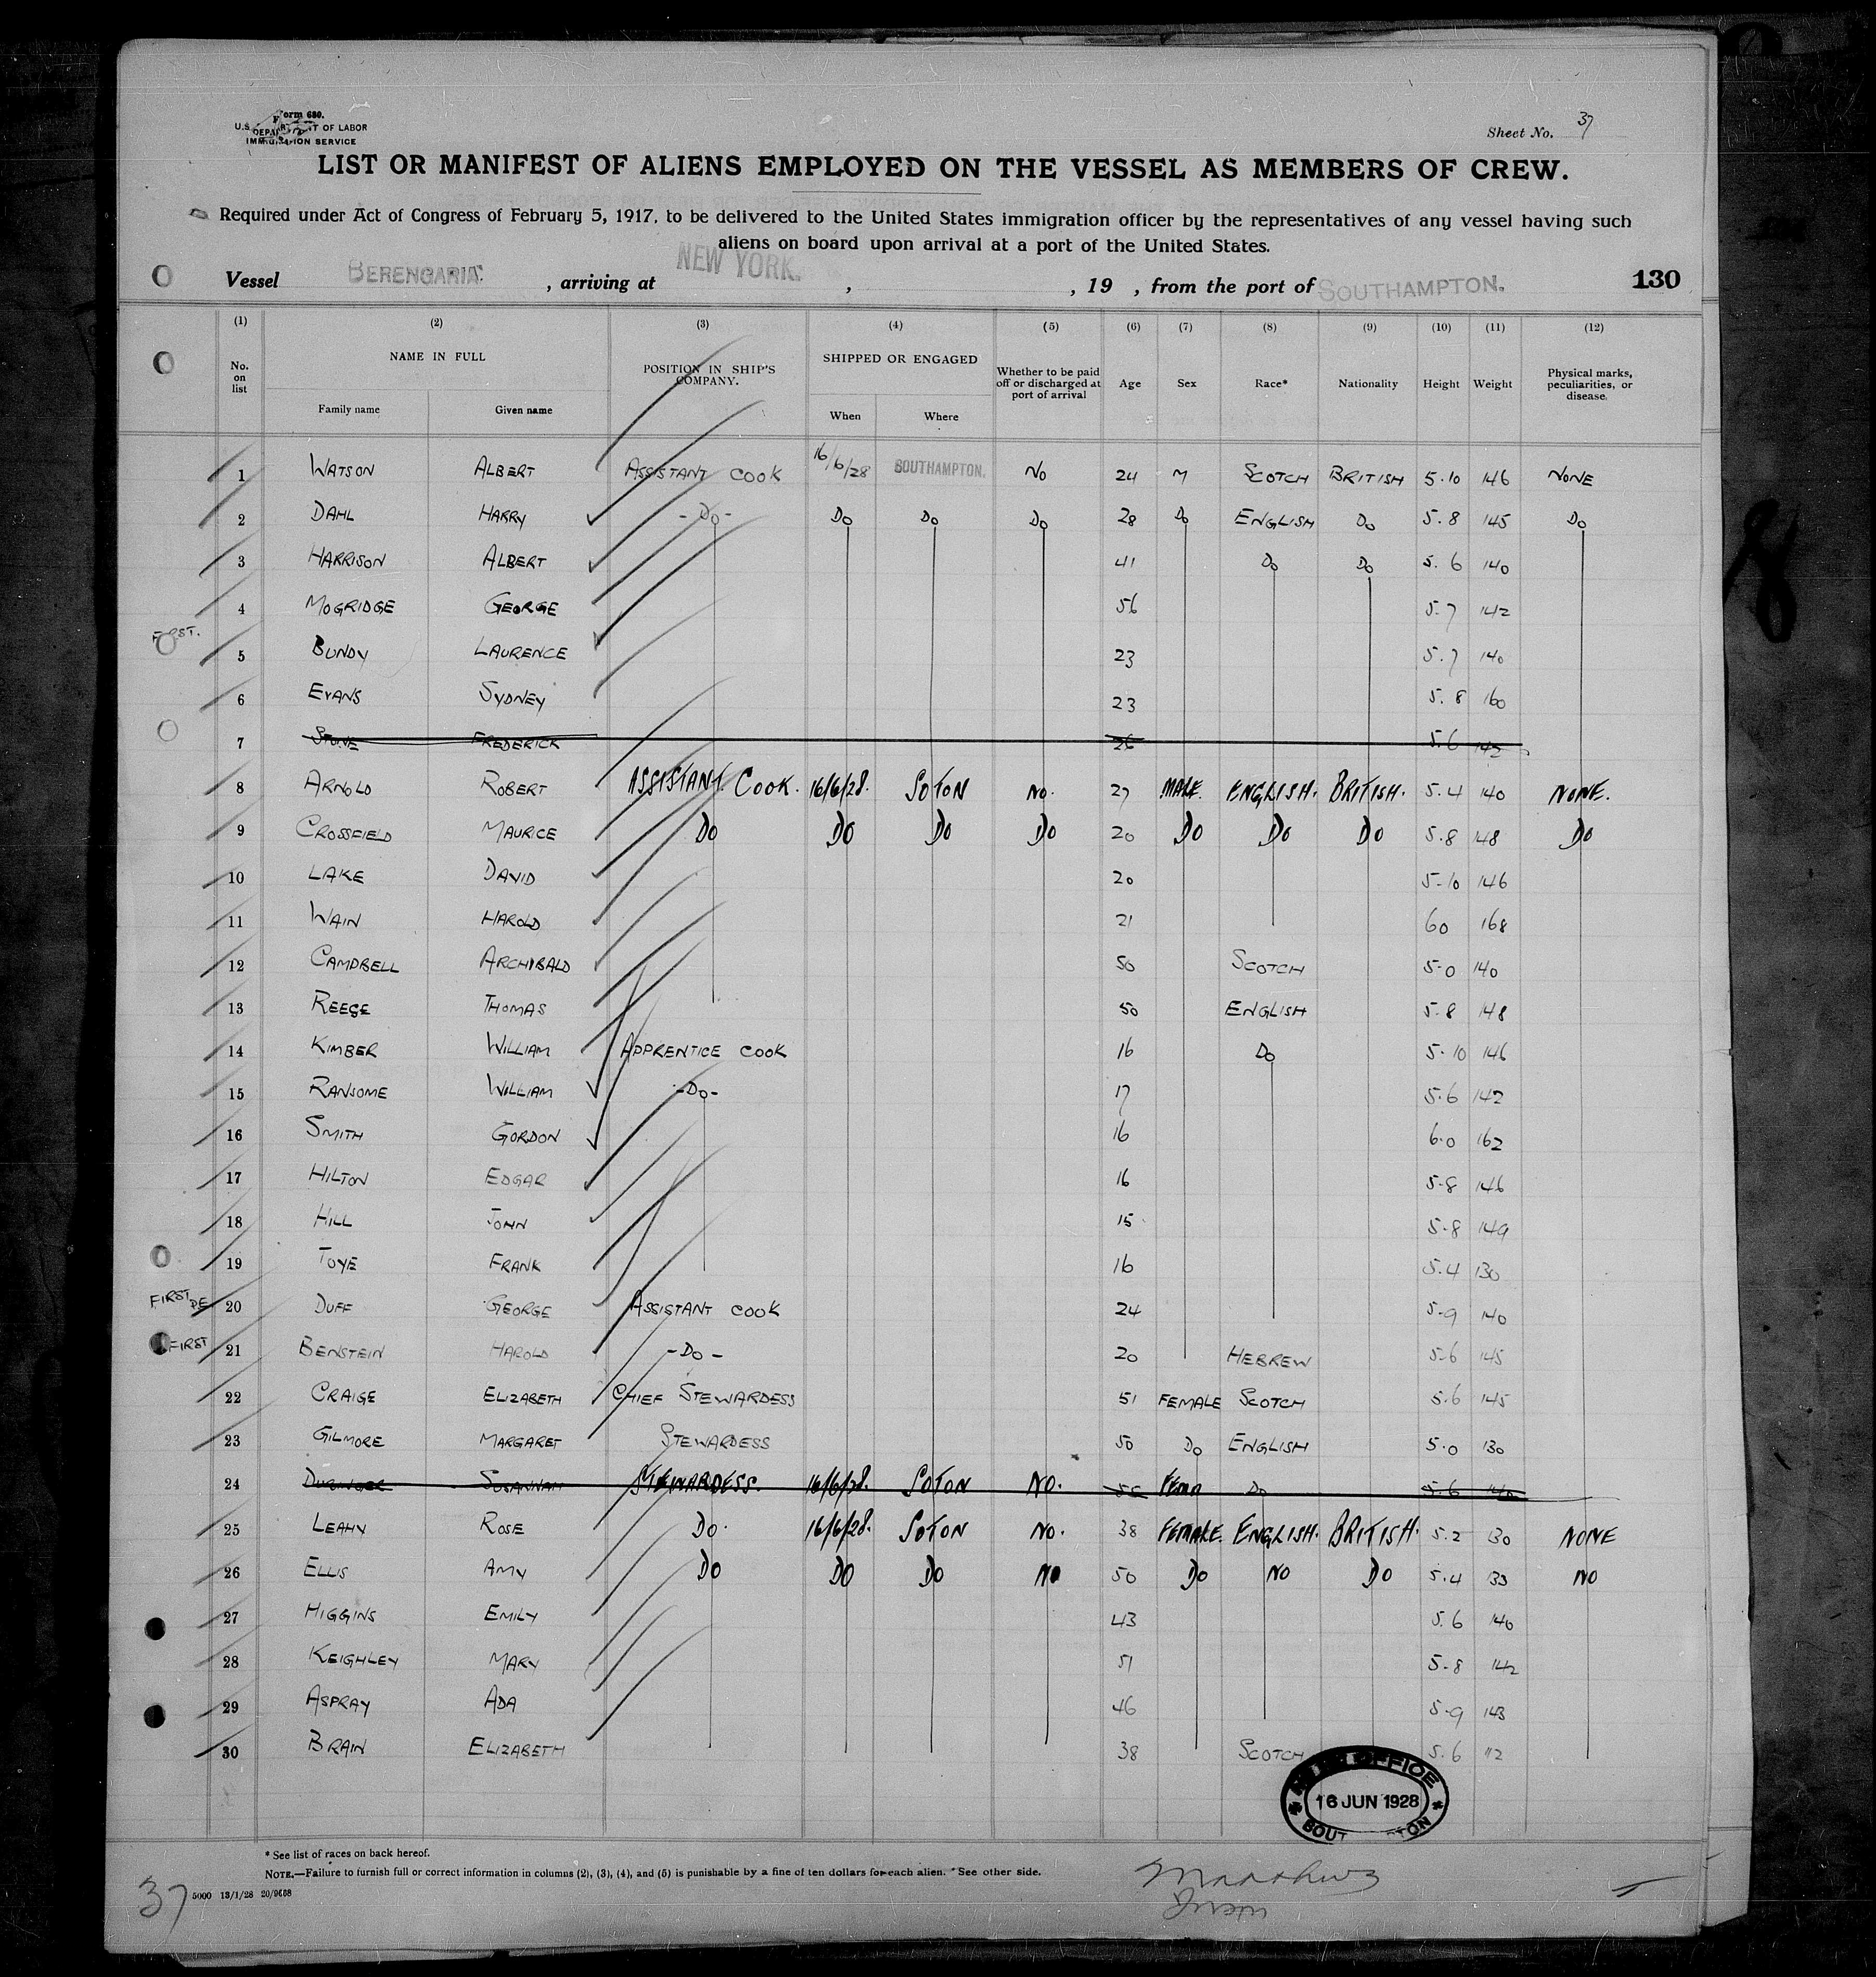 Form 680.
U.S. DEPARTMENT OF LABOR
IMMIGRATION SERVICE
Sheet No. 37
LIST OR MANIFEST OF ALIENS EMPLOYED ON THE VESSEL AS MEMBERS OF CREW.
Required under Act of Congress of February 5, 1917, to be delivered to the United States immigration officer by the representatives of any vessel having such
aliens on board upon arrival at a port of the United States.
Vessel BERENGARIA , arriving at NEW YORK. , , 19 , from the port of SOUTHAMPTON. 130
(1) (2) (3) (4) (5) (6) (7) (8) (9) (10) (11) (12)
No. on list NAME IN FULL Family name Given name POSITION IN SHIP'S COMPANY. SHIPPED OR ENGAGED When Where Whether to be paid off or discharged at port of arrival Age Sex Race* Nationality Height Weight Physical marks, peculiarities, or disease.
1 WATSON ALBERT ASSISTANT COOK 16/6/28 SOUTHAMPTON. NO 24 M SCOTCH BRITISH 5.10 146 NONE
2 DAHL HARRY -DO- DO DO DO 28 DO ENGLISH DO 5.8 145 DO
3 HARRISON ALBERT 41 DO DO 5.6 140
4 MOGRIDGE GEORGE 56 5.7 142
FIRST. 5 BUNDY LAURENCE 23 5.7 140
6 EVANS SYDNEY 23 5.8 160
7 STONE FREDERICK 26 5.6 142
8 ARNOLD ROBERT ASSISTANT COOK. 16/6/28. SOTON NO. 27 MALE. ENGLISH. BRITISH. 5.4 140 NONE.
9 CROSSFIELD MAURICE DO DO DO DO 20 DO DO DO 5.8 148 DO
10 LAKE DAVID 20 5-10 146
11 WAIN HAROLD 21 60 168
12 CAMPBELL ARCHIBALD 50 SCOTCH 5-0 140
13 REESE THOMAS 50 ENGLISH 5.8 148
14 KIMBER WILLIAM APPRENTICE COOK 16 DO 5-10 146
15 RANSOME WILLIAM -DO- 17 5.6 142
16 SMITH GORDON 16 6.0 162
17 HILTON EDGAR 16 5-8 146
18 HILL JOHN 15 5-8 149
19 TOYE FRANK 16 5.4 130
FIRST 20 DUFF GEORGE ASSISTANT COOK 24 5-9 140
FIRST 21 BENSTEIN HAROLD -DO- 20 HEBREW 5-6 145
22 CRAIGE ELIZABETH CHIEF STEWARDESS 51 FEMALE SCOTCH 5.6 145
23 GILMORE MARGARET STEWARDESS 50 DO ENGLISH 5.0 130
24 SUSANNAH STEWARDESS. 16/6/28. SOTON NO. DO 5.6 140
25 LEAHY ROSE DO. 16/6/28. SOTON NO. 38 FEMALE. ENGLISH. BRITISH. 5.2 130 NONE
26 ELLIS AMY DO DO DO NO 50 DO NO DO 5.4 133 NO
27 HIGGINS EMILY 43 5.6 140
28 KEIGHLEY MARY 51 5-8 142
29 ASPRAY ADA 46 5-9 143
30 BRAIN ELIZABETH 38 SCOTCH 5.6 112
OFFICE
16 JUN 1928
* See list of races on back hereof.
NOTE.—Failure to furnish full or correct information in columns (2), (3), (4), and (5) is punishable by a fine of ten dollars for each alien. *See other side.
37 5000 13/1/28 20/9668